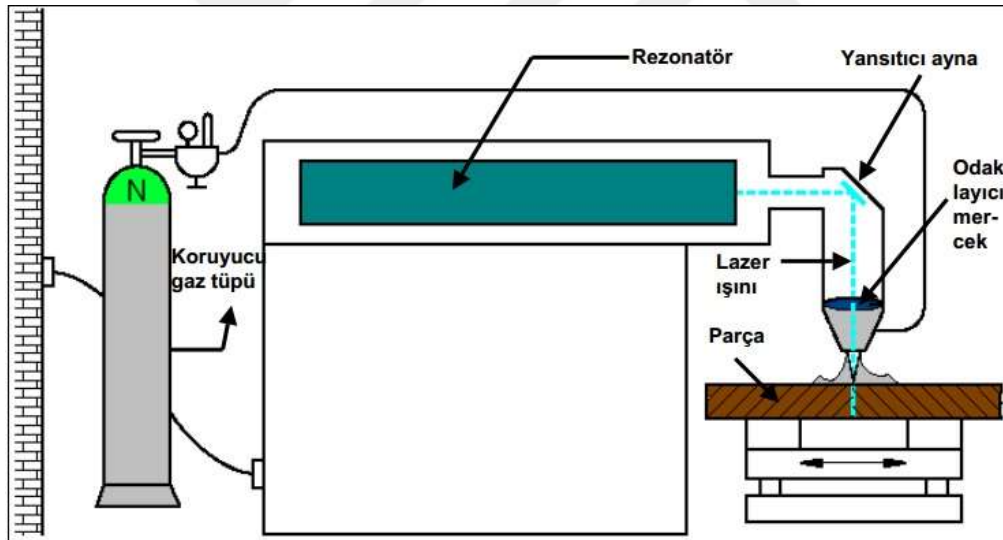 Rezonatör
Yansıtıcı ayna
N
Odak
layıcı
mer-
cek
Koruyucu
gaz tüpü
Lazer
ışını
Parça